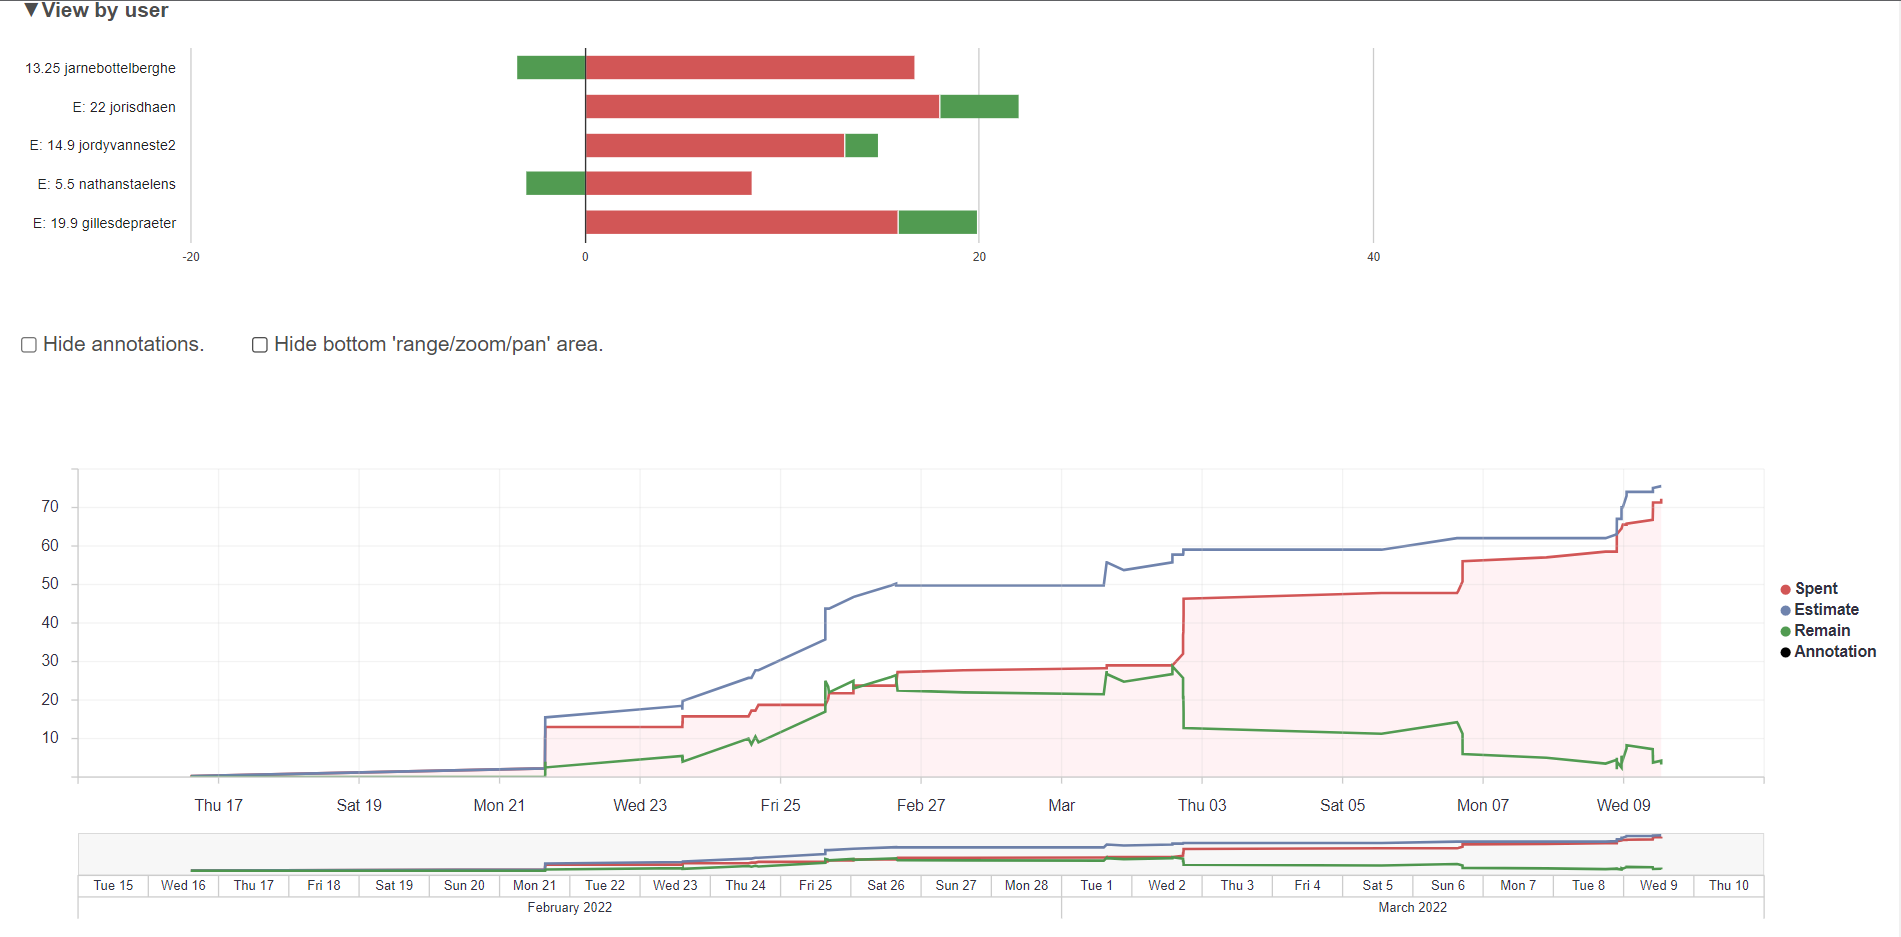 ▼View by user
13.25 jarnebottelberghe
E: 22 jorisdhaen
E: 14.9 jordyvanneste2
E: 5.5 nathanstaelens
E: 19.9 gillesdepraeter
-20 0 20 40
Hide annotations. Hide bottom 'range/zoom/pan' area.
70
60
50
40
30
20
10
Spent
Estimate
Remain
Annotation
Thu 17 Sat 19 Mon 21 Wed 23 Fri 25 Feb 27 Mar Thu 03 Sat 05 Mon 07 Wed 09
Tue 15 Wed 16 Thu 17 Fri 18 Sat 19 Sun 20 Mon 21 Tue 22 Wed 23 Thu 24 Fri 25 Sat 26 Sun 27 Mon 28 Tue 1 Wed 2 Thu 3 Fri 4 Sat 5 Sun 6 Mon 7 Tue 8 Wed 9 Thu 10
February 2022 March 2022